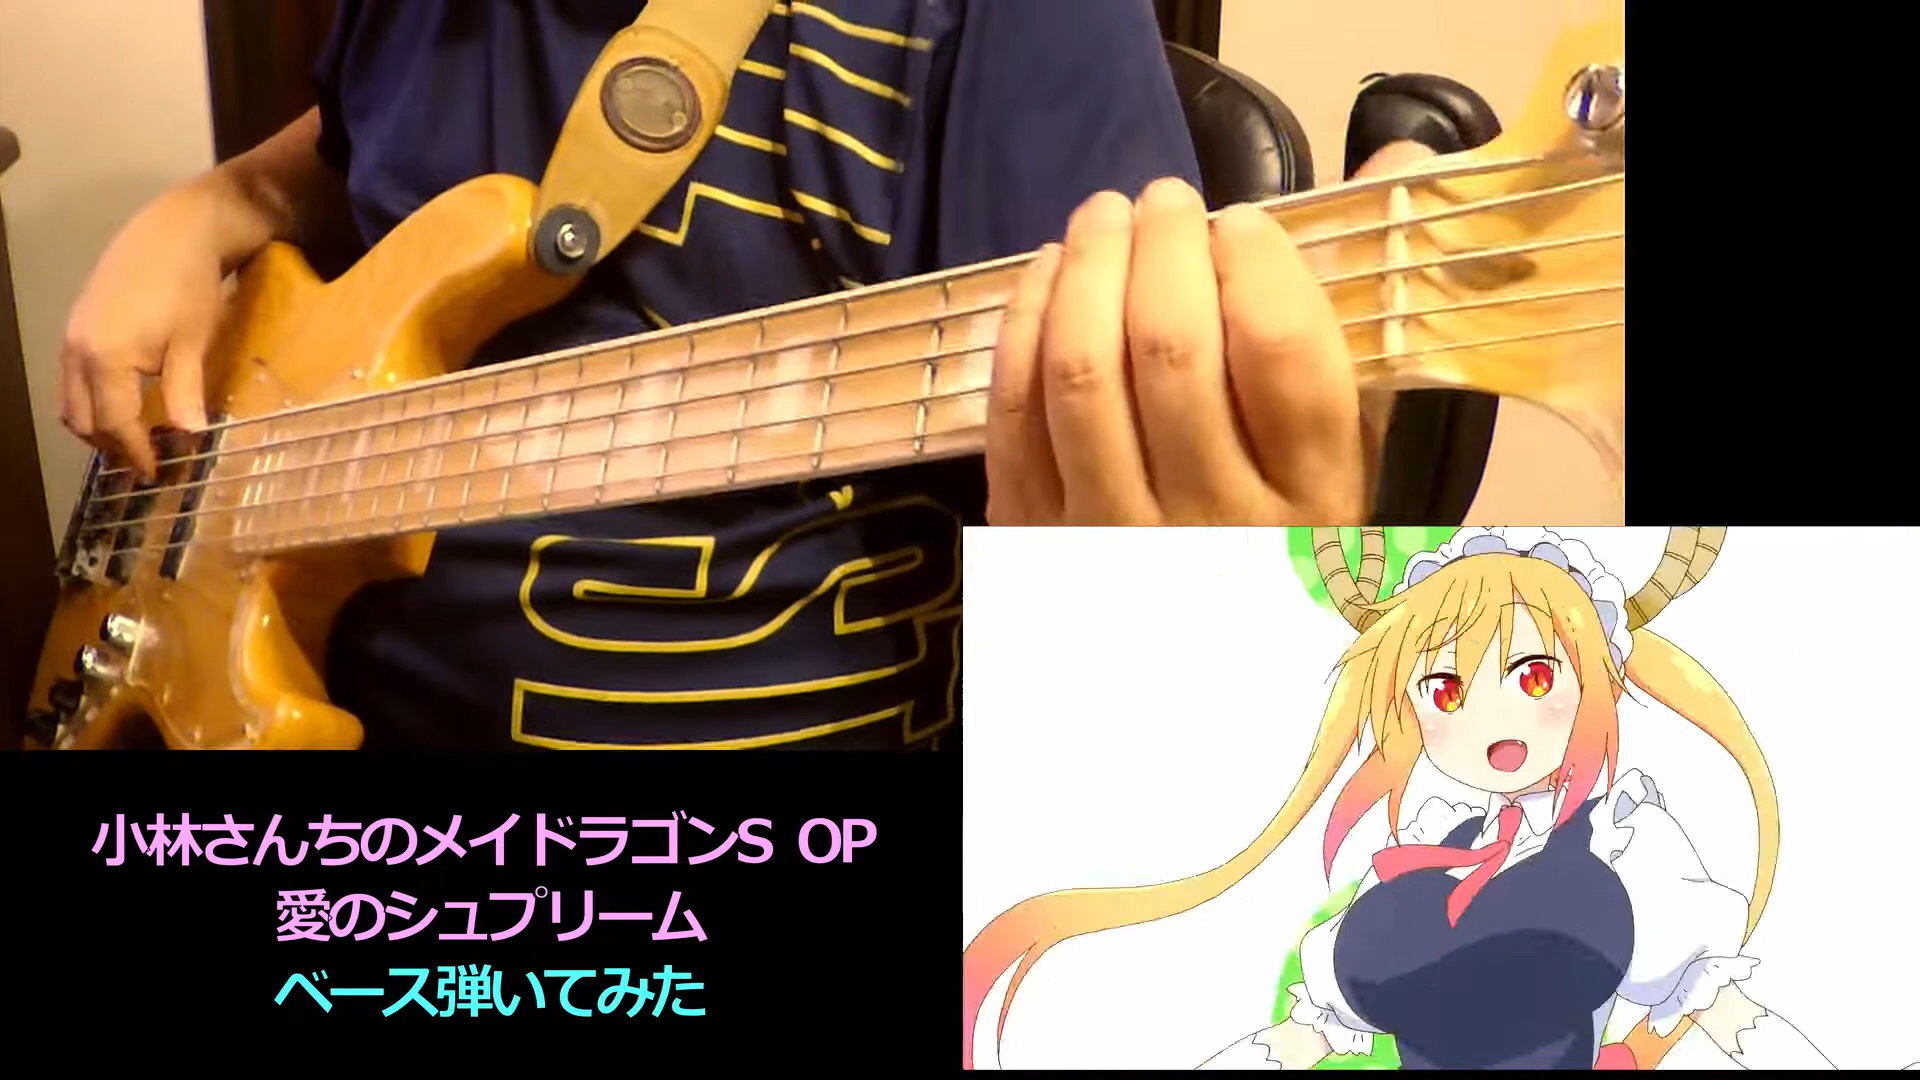 小林さんちのメイドラゴンS OP
愛のシュプリーム
ベース弾いてみた